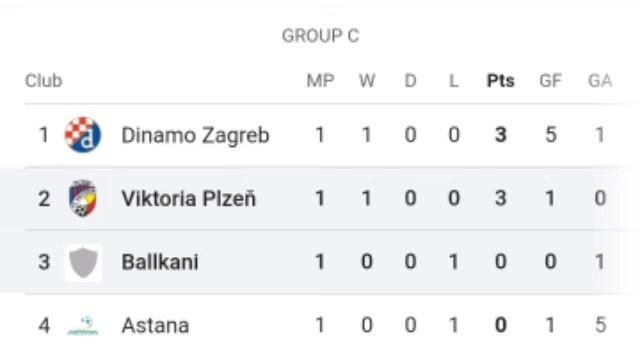 GROUP C
Club MP W D L Pts GF GA
1 Dinamo Zagreb 1 1 0 0 3 5 1
2 Viktoria Plzeň 1 1 0 0 3 1 0
3 Ballkani 1 0 0 1 0 0 1
4 Astana 1 0 0 1 0 1 5